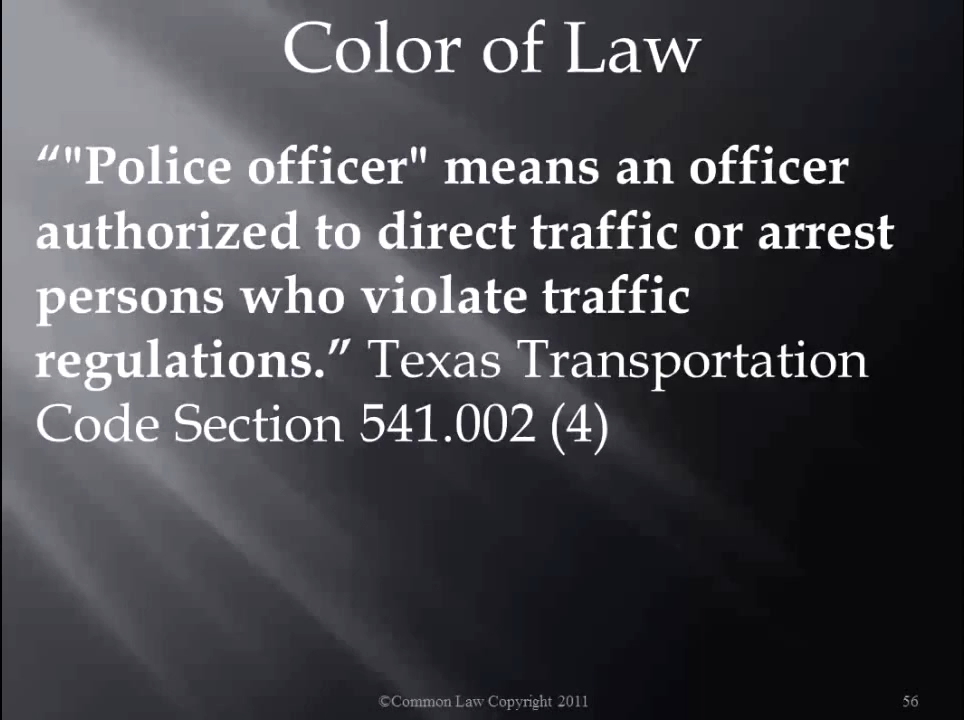 Color of Law
“"Police officer" means an officer
authorized to direct traffic or arrest
persons who violate traffic
regulations.” Texas Transportation
Code Section 541.002 (4)
©Common Law Copyright 2011
56